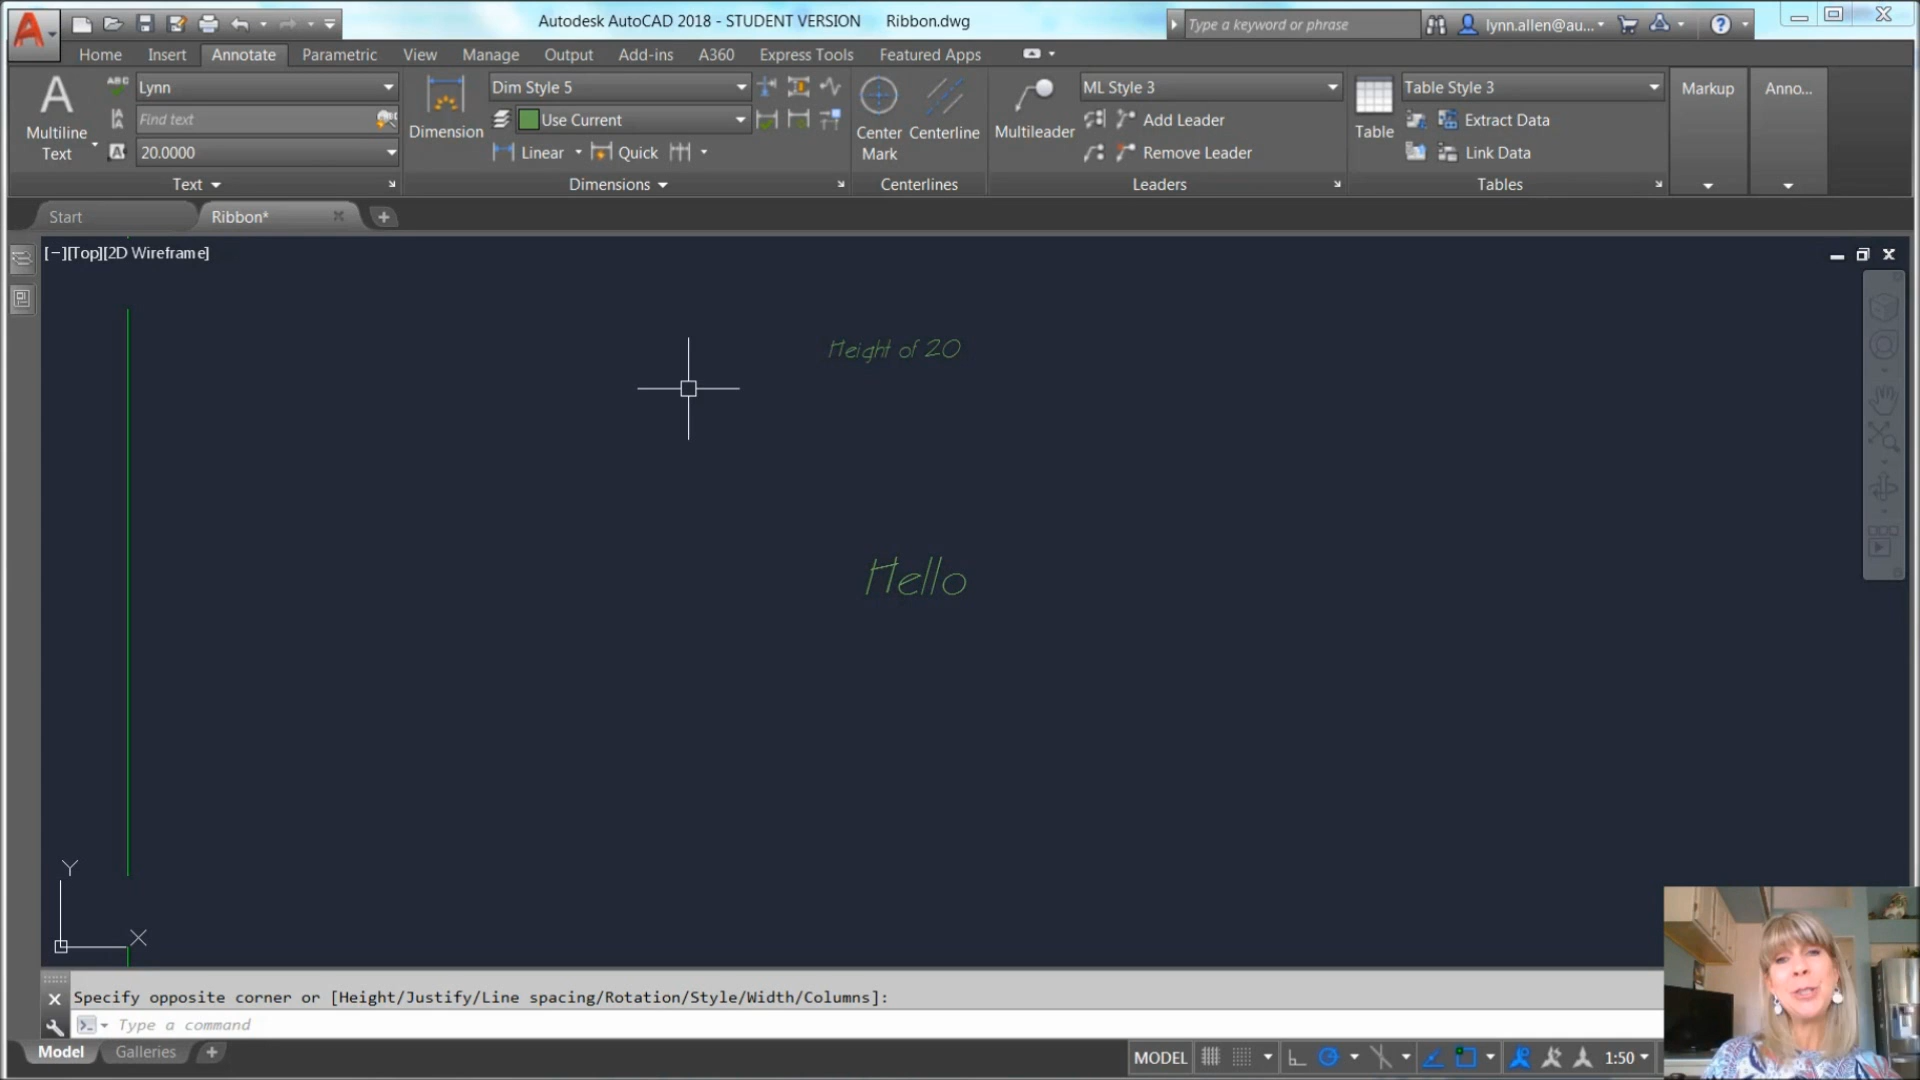 Autodesk AutoCAD 2018 - STUDENT VERSION Ribbon.dwg
Type a keyword or phrase
lynn.allen@au...
Home Insert Annotate Parametric View Manage Output Add-ins A360 Express Tools Featured Apps
A
Multiline Text
ABC
Lynn
Find text
20.0000
Text
Dimension
Dim Style 5
Use Current
Linear
Quick
Dimensions
Center Mark
Centerline
Centerlines
Multileader
ML Style 3
Add Leader
Remove Leader
Leaders
Table
Table Style 3
Extract Data
Link Data
Tables
Markup
Anno...
Start
Ribbon*
[−][Top][2D Wireframe]
Height of 20
Hello
Y
X
Specify opposite corner or [Height/Justify/Line spacing/Rotation/Style/Width/Columns]:
Type a command
Model Galleries
MODEL
1:50